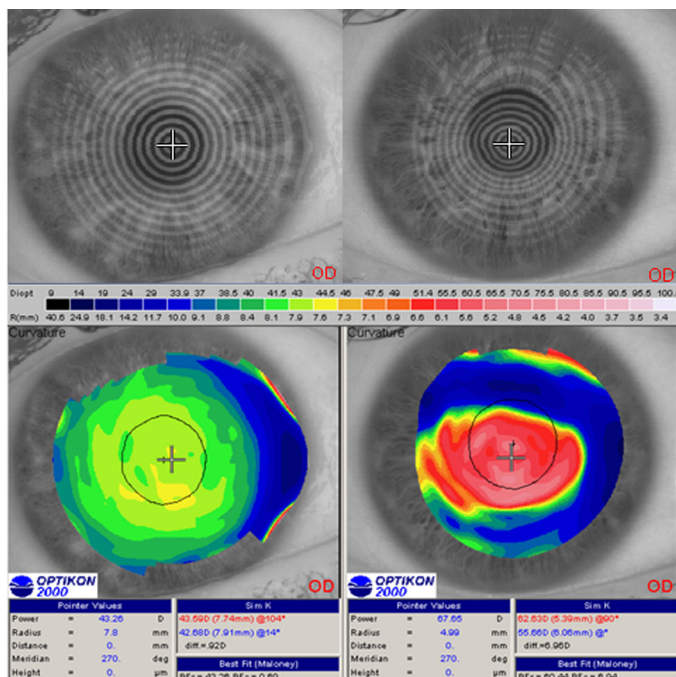 OD OD
Diopt 9 14 19 24 29 33.9 37 38.5 40 41.5 43 44.5 46 47.5 49 51.4 55.5 60.5 65.5 70.5 75.5 80.5 85.5 90.5 95.5 100.
R(mm) 40.6 24.9 18.1 14.2 11.7 10.0 9.1 8.8 8.4 8.1 7.9 7.6 7.3 7.1 6.9 6.6 6.1 5.6 5.2 4.8 4.5 4.2 4.0 3.7 3.5 3.4
Curvature Curvature
OPTIKON 2000 OD OPTIKON 2000 OD
Pointer Values Sim K Pointer Values Sim K
Power = 43.26 D 43.59D (7.74mm) @104° Power = 67.65 D 62.63D (5.39mm) @90°
Radius = 7.8 mm 42.68D (7.91mm) @14° Radius = 4.99 mm 55.66D (6.06mm) @°
Distance = 0. mm diff.=.92D Distance = 0. mm diff.=6.96D
Meridian = 270. deg Best Fit (Maloney) Meridian = 270. deg Best Fit (Maloney)
Height = 0. µm Height = 0. µm